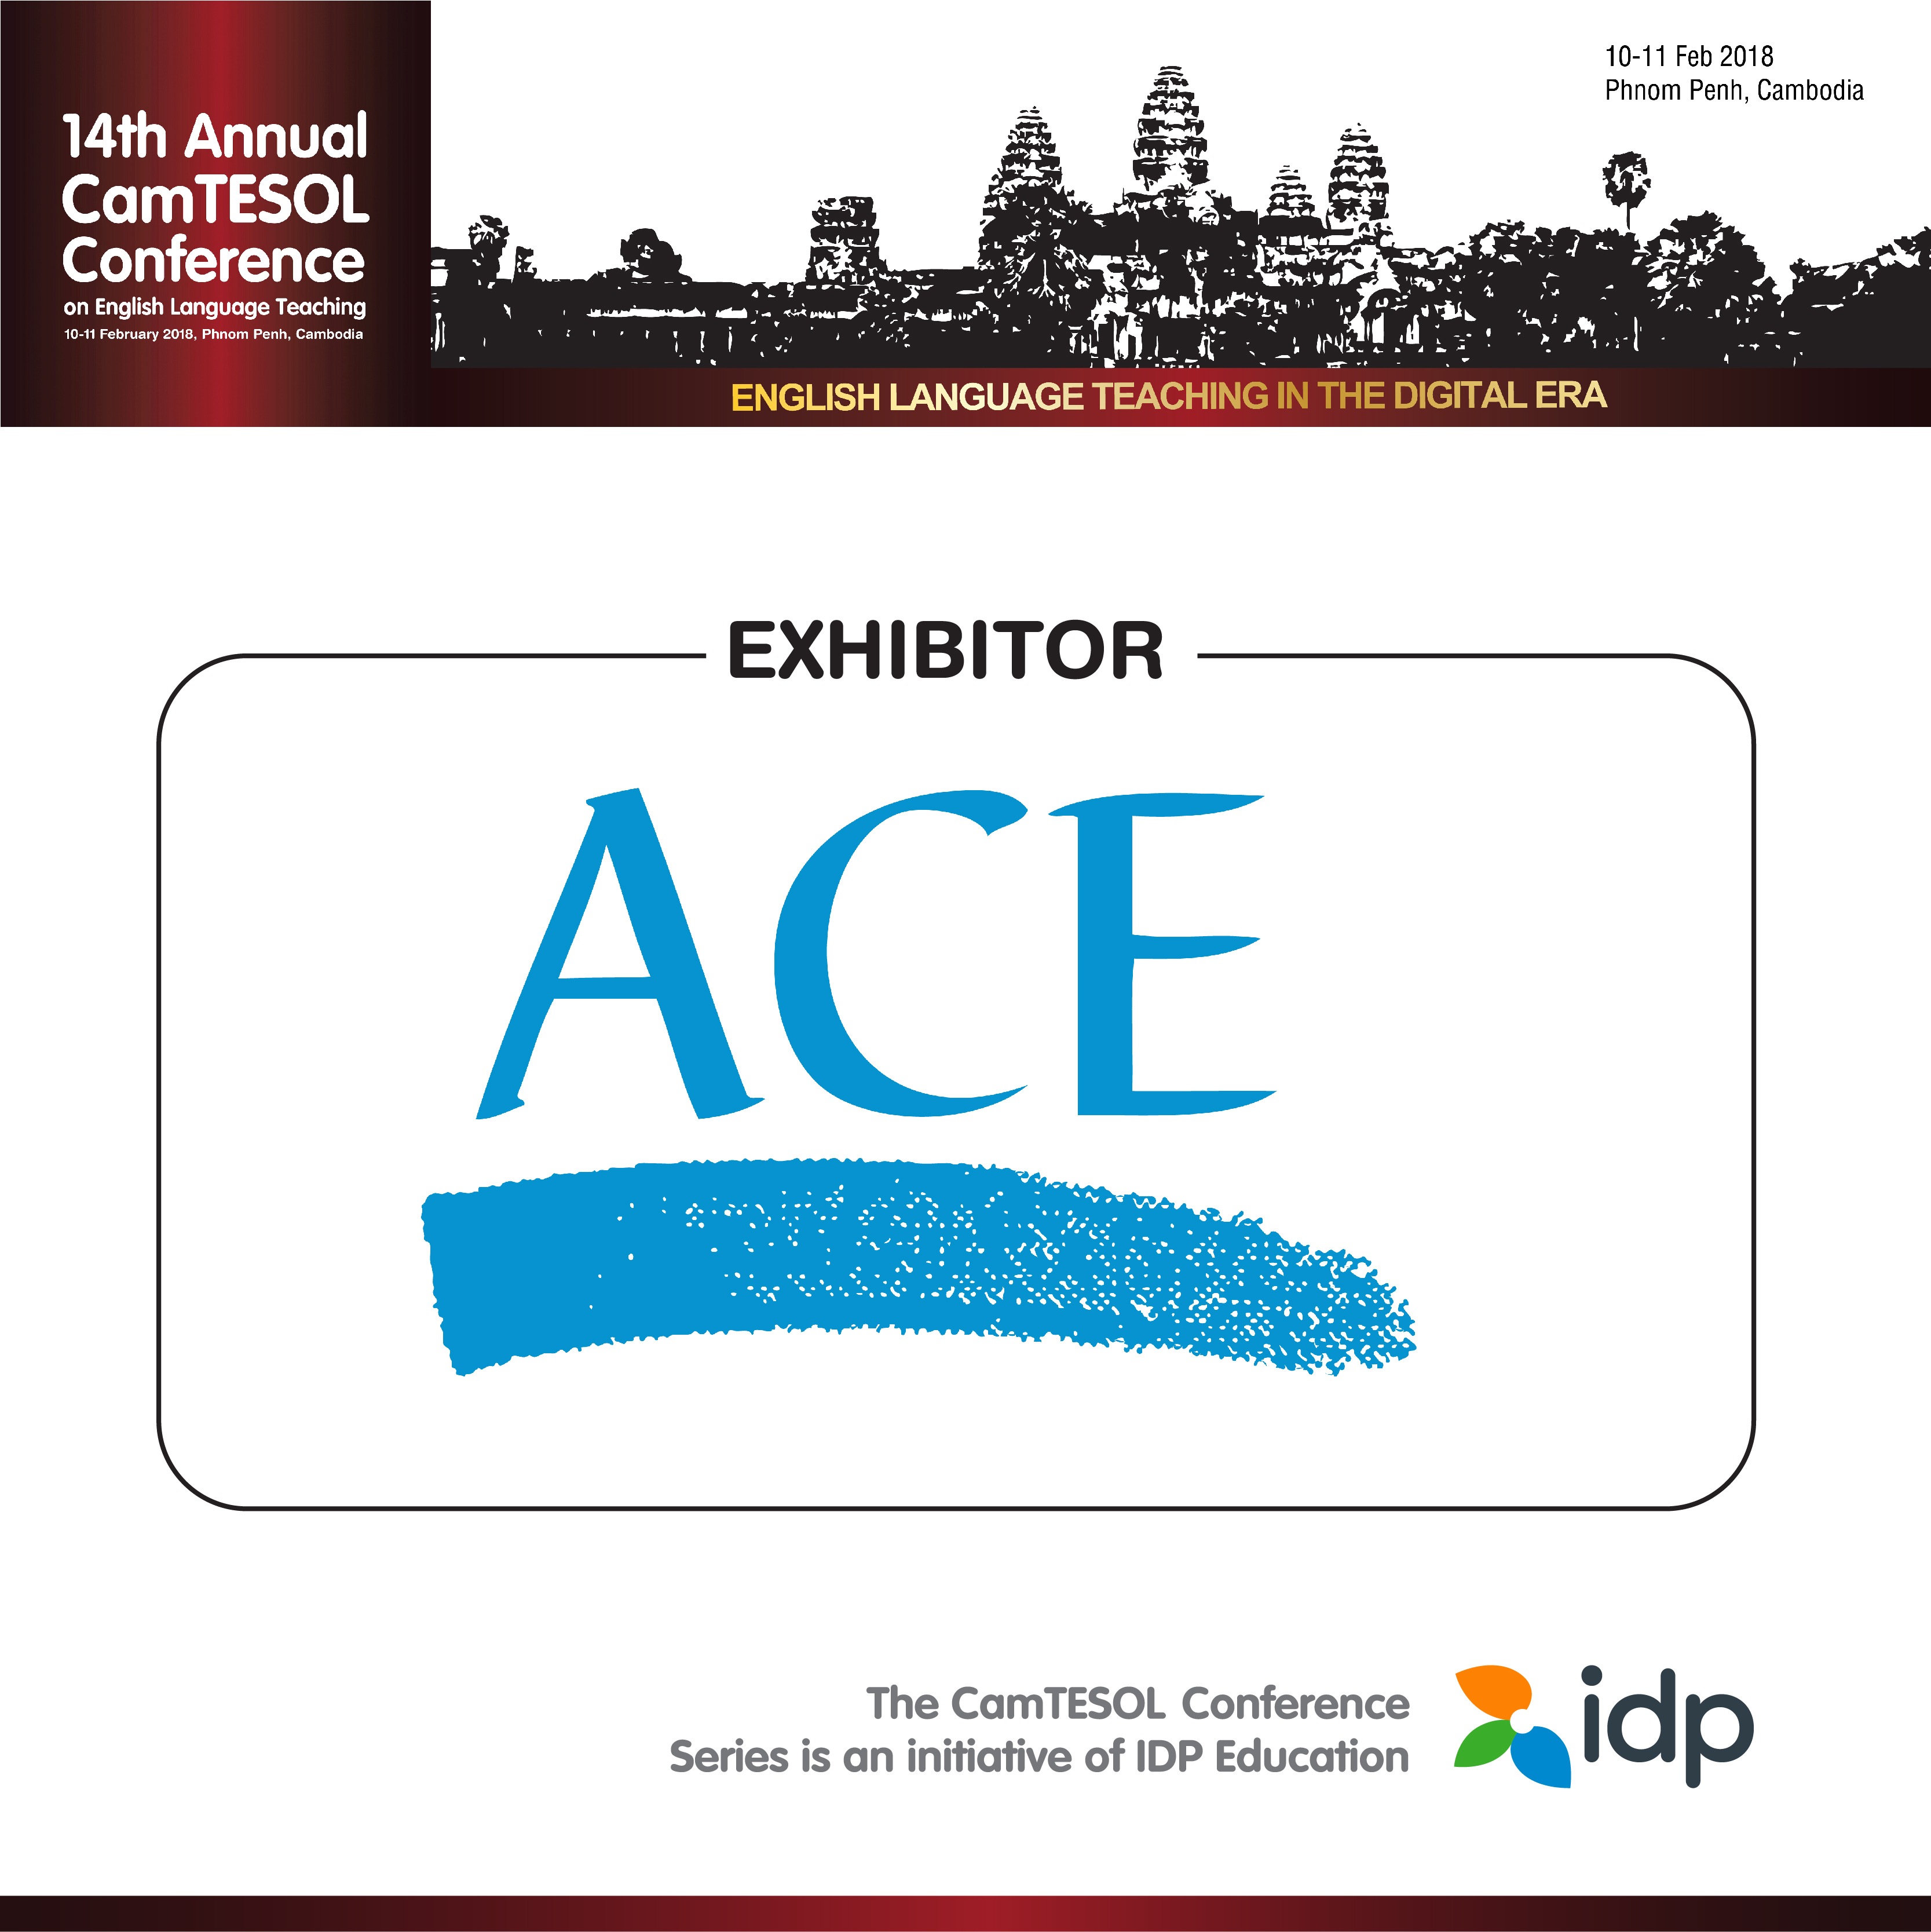 14th Annual
CamTESOL
Conference
on English Language Teaching
10-11 February 2018, Phnom Penh, Cambodia
10-11 Feb 2018
Phnom Penh, Cambodia
ENGLISH LANGUAGE TEACHING IN THE DIGITAL ERA
EXHIBITOR
ACE
The CamTESOL Conference
Series is an initiative of IDP Education
idp